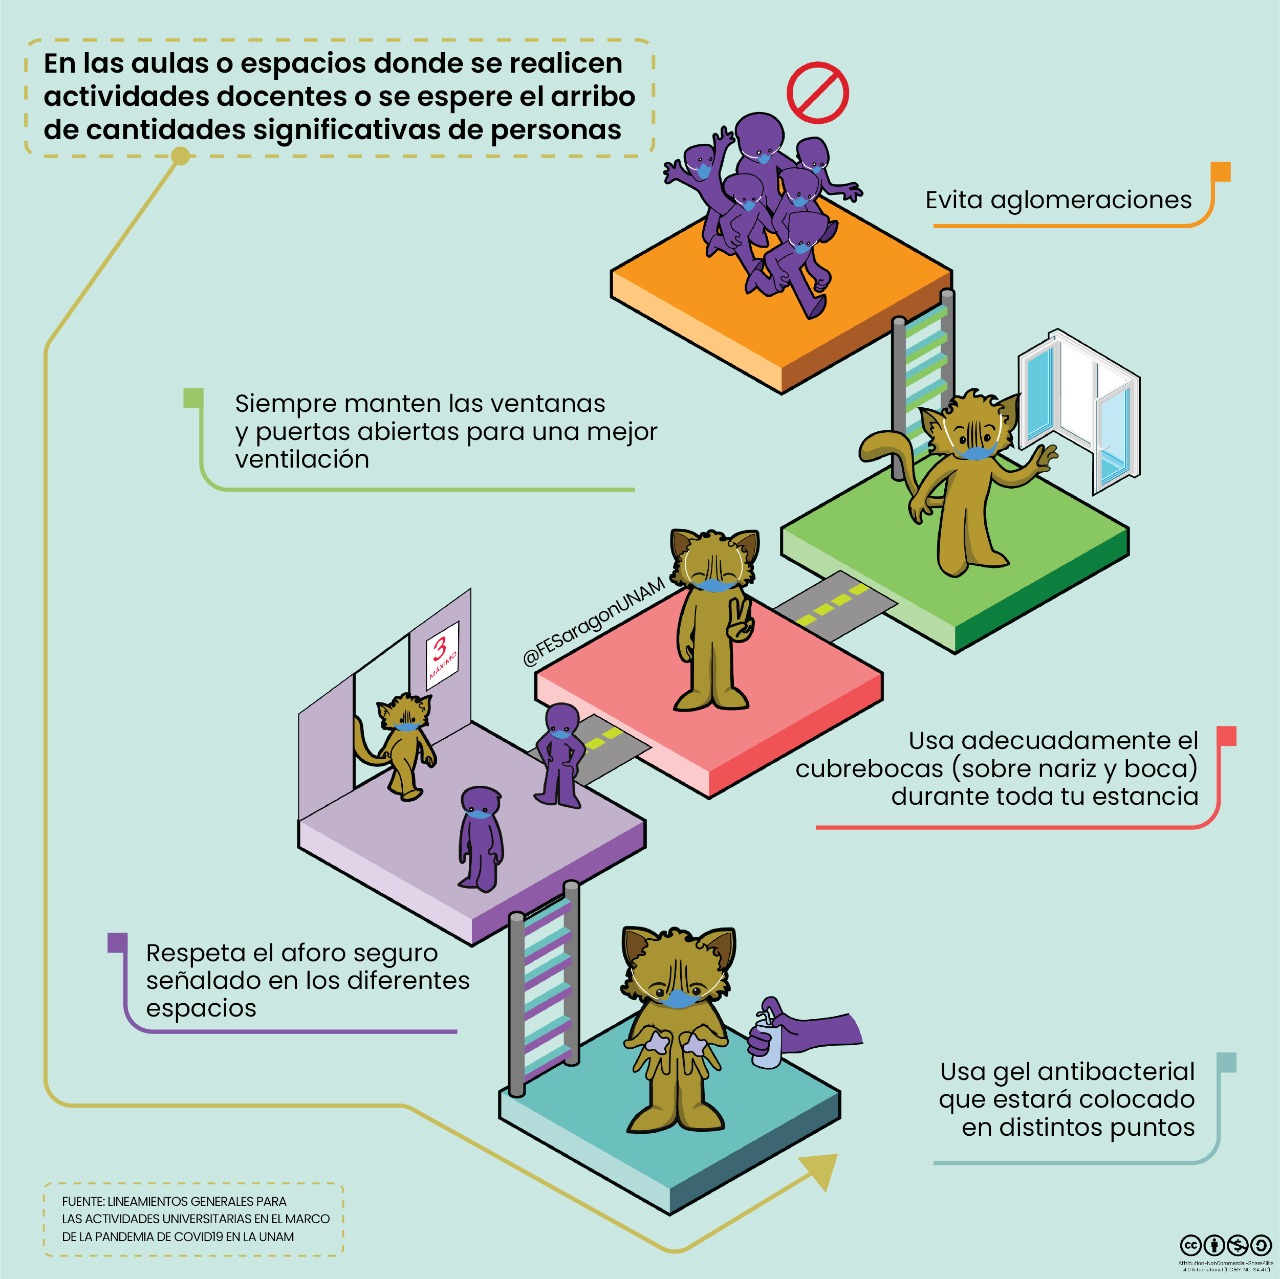 En las aulas o espacios donde se realicen
actividades docentes o se espere el arribo
de cantidades significativas de personas
Evita aglomeraciones
Siempre manten las ventanas
y puertas abiertas para una mejor
ventilación
@FESaragonUNAM
3
MÁXIMO
Usa adecuadamente el
cubrebocas (sobre nariz y boca)
durante toda tu estancia
Respeta el aforo seguro
señalado en los diferentes
espacios
Usa gel antibacterial
que estará colocado
en distintos puntos
FUENTE: LINEAMIENTOS GENERALES PARA
LAS ACTIVIDADES UNIVERSITARIAS EN EL MARCO
DE LA PANDEMIA DE COVID19 EN LA UNAM
cc
Attribution-NonCommercial-ShareAlike